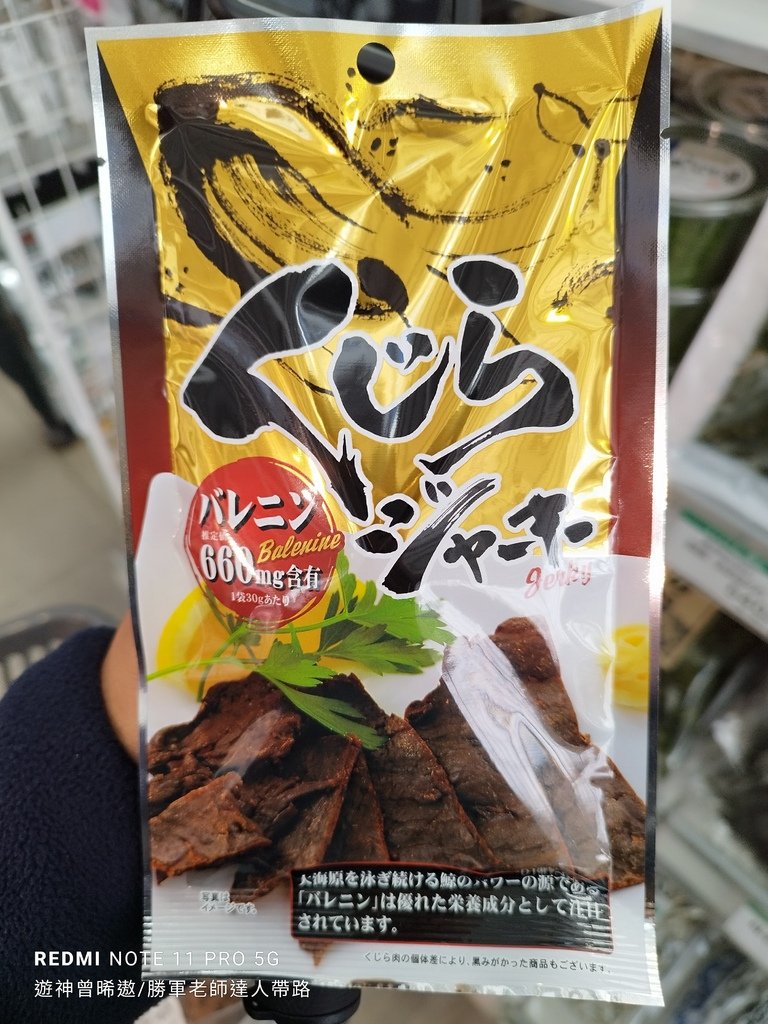 くじら
ジャーキー
Jerky
バレニン
推定値
Balenine
660mg含有
1袋30gあたり
大海原を泳ぎ続ける鯨のパワーの源である
「バレニン」は優れた栄養成分として注目
されています。
写真は
イメージです。
くじら肉の個体差により、黒みがかった商品もございます。
REDMI NOTE 11 PRO 5G
遊神曾晞遨/勝軍老師達人帶路